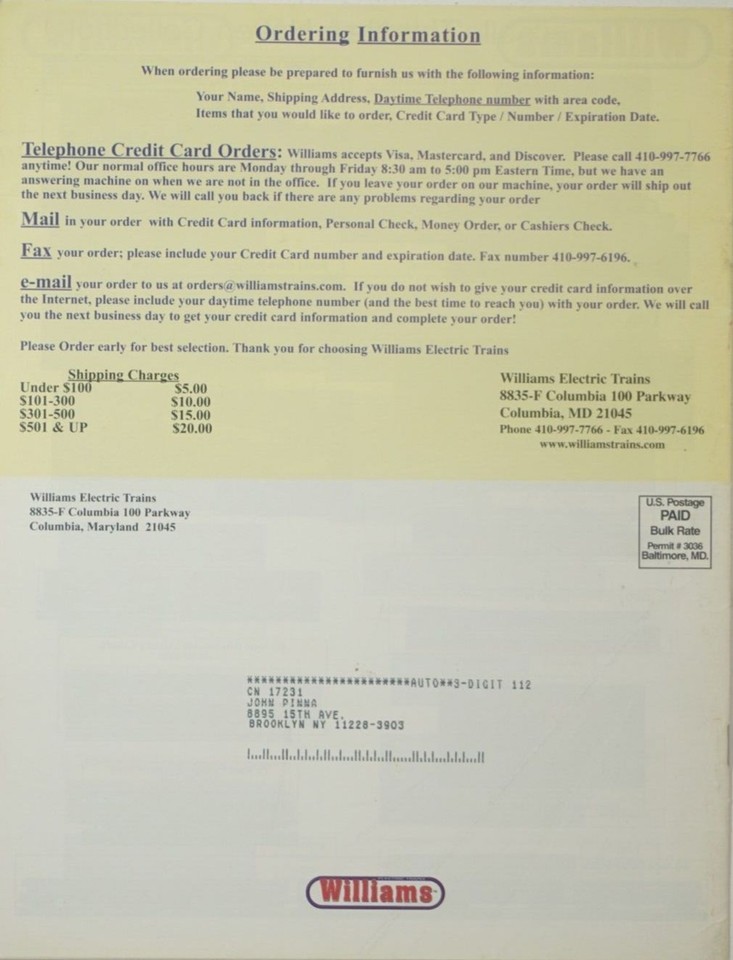 Ordering Information
When ordering please be prepared to furnish us with the following information:
Your Name, Shipping Address, Daytime Telephone number with area code,
Items that you would like to order, Credit Card Type / Number / Expiration Date.
Telephone Credit Card Orders: Williams accepts Visa, Mastercard, and Discover. Please call 410-997-7766
anytime! Our normal office hours are Monday through Friday 8:30 am to 5:00 pm Eastern Time, but we have an
answering machine on when we are not in the office. If you leave your order on our machine, your order will ship out
the next business day. We will call you back if there are any problems regarding your order
Mail in your order with Credit Card information, Personal Check, Money Order, or Cashiers Check.
Fax your order; please include your Credit Card number and expiration date. Fax number 410-997-6196.
e-mail your order to us at orders@williamstrains.com. If you do not wish to give your credit card information over
the Internet, please include your daytime telephone number (and the best time to reach you) with your order. We will call
you the next business day to get your credit card information and complete your order!
Please Order early for best selection. Thank you for choosing Williams Electric Trains
Shipping Charges
Under $100 $5.00
$101-300 $10.00
$301-500 $15.00
$501 & UP $20.00
Williams Electric Trains
8835-F Columbia 100 Parkway
Columbia, MD 21045
Phone 410-997-7766 - Fax 410-997-6196
www.williamstrains.com
Williams Electric Trains
8835-F Columbia 100 Parkway
Columbia, Maryland 21045
U.S. Postage
PAID
Bulk Rate
Permit # 3036
Baltimore, MD.
***********************AUTO**3-DIGIT 112
CN 17231
JOHN PINNA
8895 15TH AVE.
BROOKLYN NY 11228-3903
Williams